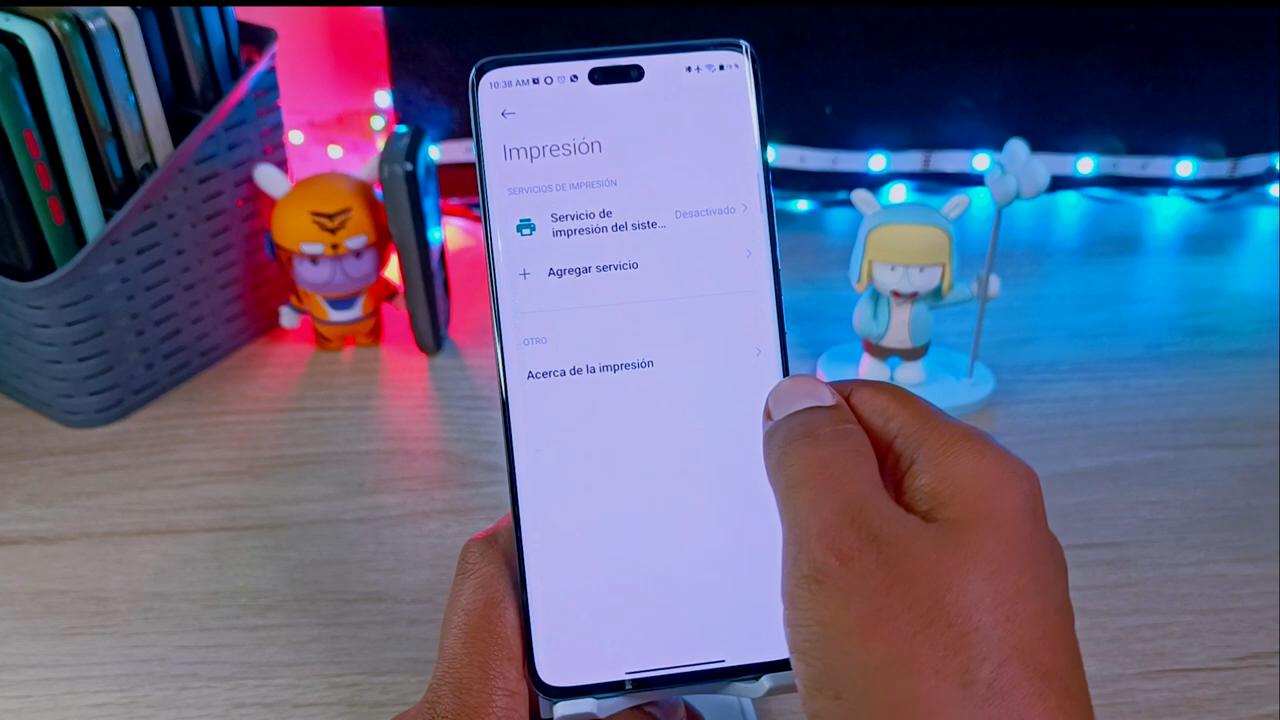 10:38 AM
Impresión
SERVICIOS DE IMPRESIÓN
Servicio de
impresión del siste...
Desactivado
Agregar servicio
OTRO
Acerca de la impresión